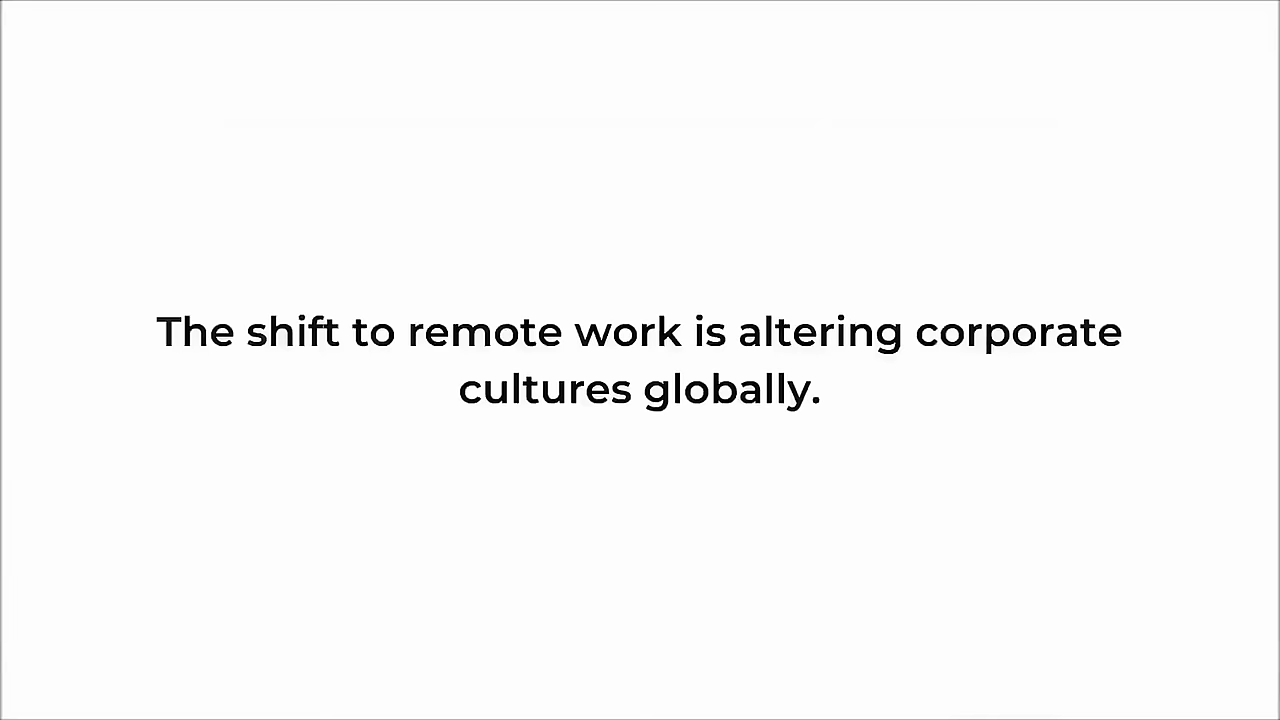 The shift to remote work is altering corporate
cultures globally.